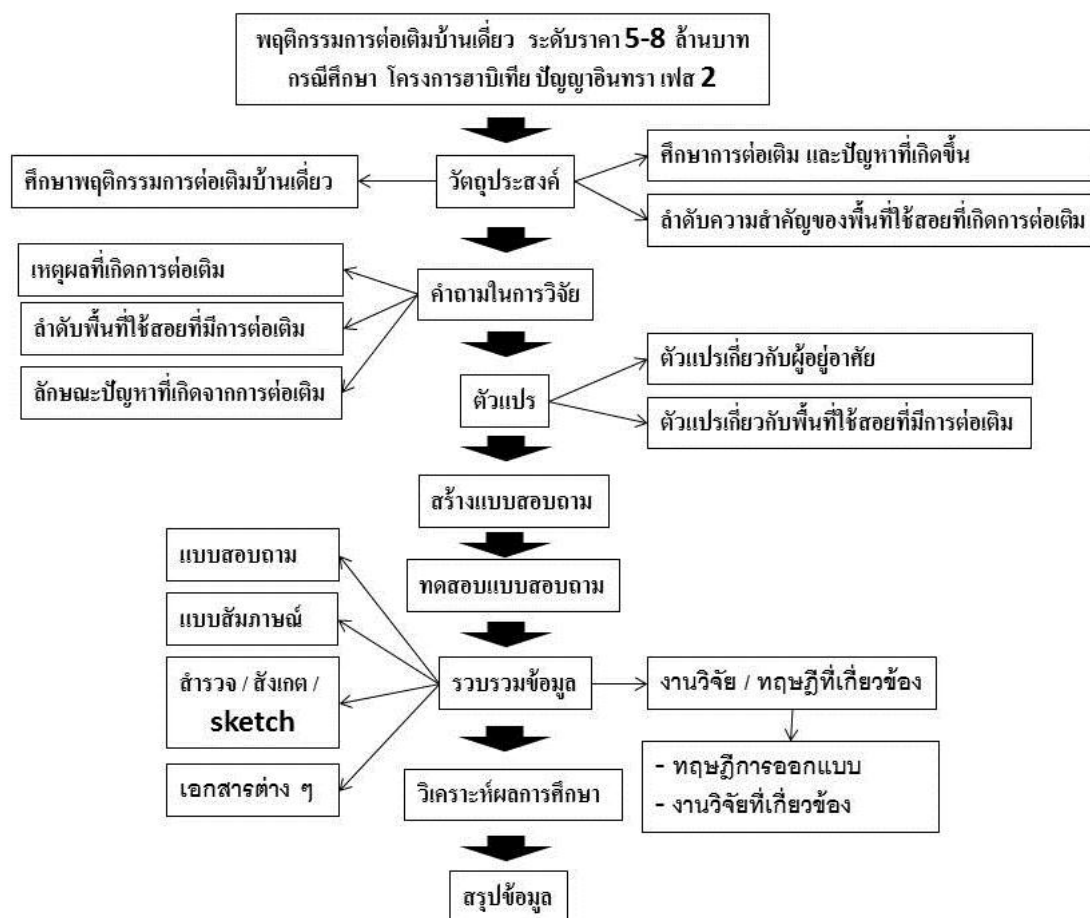 พฤติกรรมการต่อเติมบ้านเดี่ยว ระดับราคา 5-8 ล้านบาท
กรณีศึกษา โครงการฮาบิเทีย ปัญญาอินทรา เฟส 2
ศึกษาพฤติกรรมการต่อเติมบ้านเดี่ยว
วัตถุประสงค์
ศึกษาการต่อเติม และปัญหาที่เกิดขึ้น
ลำดับความสำคัญของพื้นที่ใช้สอยที่เกิดการต่อเติม
เหตุผลที่เกิดการต่อเติม
ลำดับพื้นที่ใช้สอยที่มีการต่อเติม
ลักษณะปัญหาที่เกิดจากการต่อเติม
คำถามในการวิจัย
ตัวแปร
ตัวแปรเกี่ยวกับผู้อยู่อาศัย
ตัวแปรเกี่ยวกับพื้นที่ใช้สอยที่มีการต่อเติม
สร้างแบบสอบถาม
ทดสอบแบบสอบถาม
แบบสอบถาม
แบบสัมภาษณ์
สำรวจ / สังเกต /
sketch
เอกสารต่าง ๆ
รวบรวมข้อมูล
งานวิจัย / ทฤษฎีที่เกี่ยวข้อง
- ทฤษฎีการออกแบบ
- งานวิจัยที่เกี่ยวข้อง
วิเคราะห์ผลการศึกษา
สรุปข้อมูล